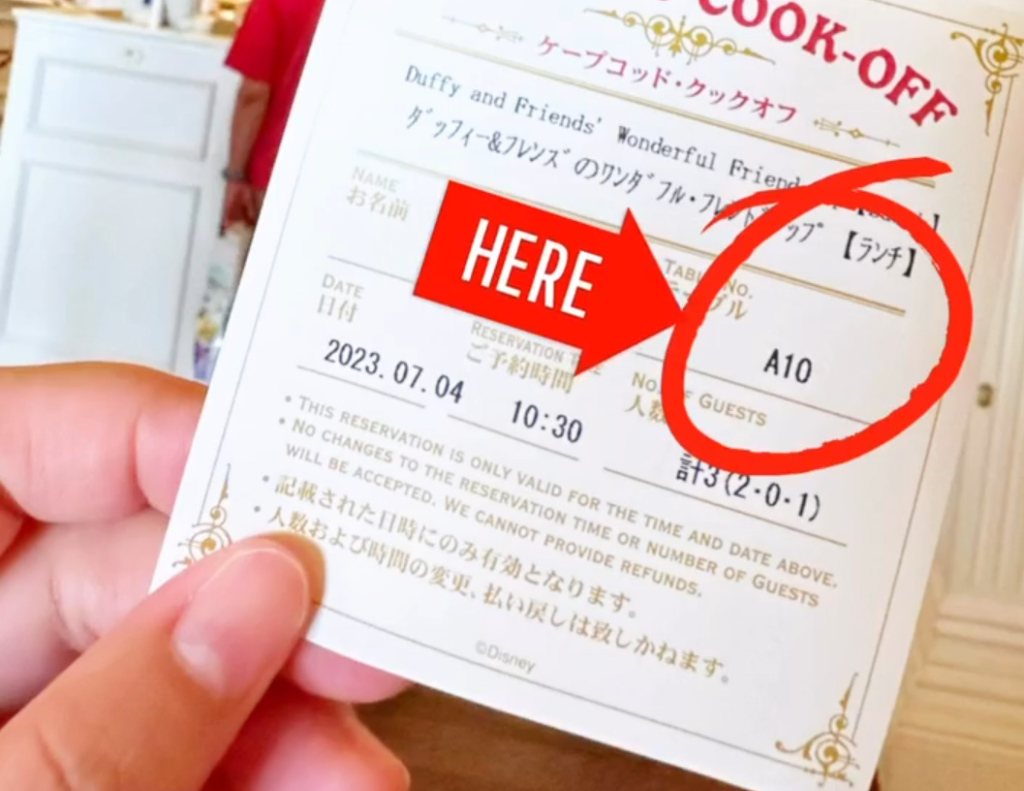 COOK-OFF
ケープコッド・クックオフ
Duffy and Friends' Wonderful
ダッフィー&フレンズのワンダフル・フレンドシップ 【ランチ】
NAME
お名前
HERE
TABLE NO.
テーブル
A10
DATE
日付
2023.07.04
RESERVATION
ご予約時間
10:30
NO. OF GUESTS
人数
計3(2・0・1)
• THIS RESERVATION IS ONLY VALID FOR THE TIME AND DATE ABOVE.
• NO CHANGES TO THE RESERVATION TIME OR NUMBER OF GUESTS
WILL BE ACCEPTED. WE CANNOT PROVIDE REFUNDS.
• 記載された日時にのみ有効となります。
• 人数および時間の変更、払い戻しは致しかねます。
©Disney